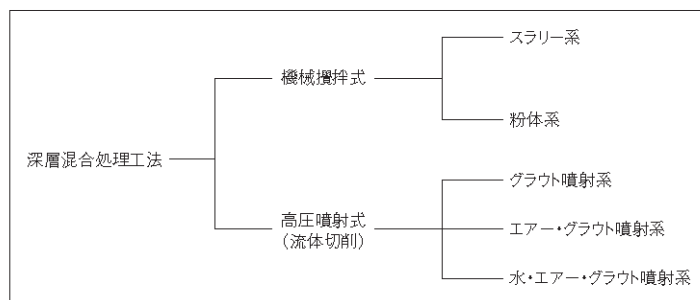 スラリー系
機械攪拌式
粉体系
深層混合処理工法
グラウト噴射系
高圧噴射式
(流体切削)
エアー・グラウト噴射系
水・エアー・グラウト噴射系